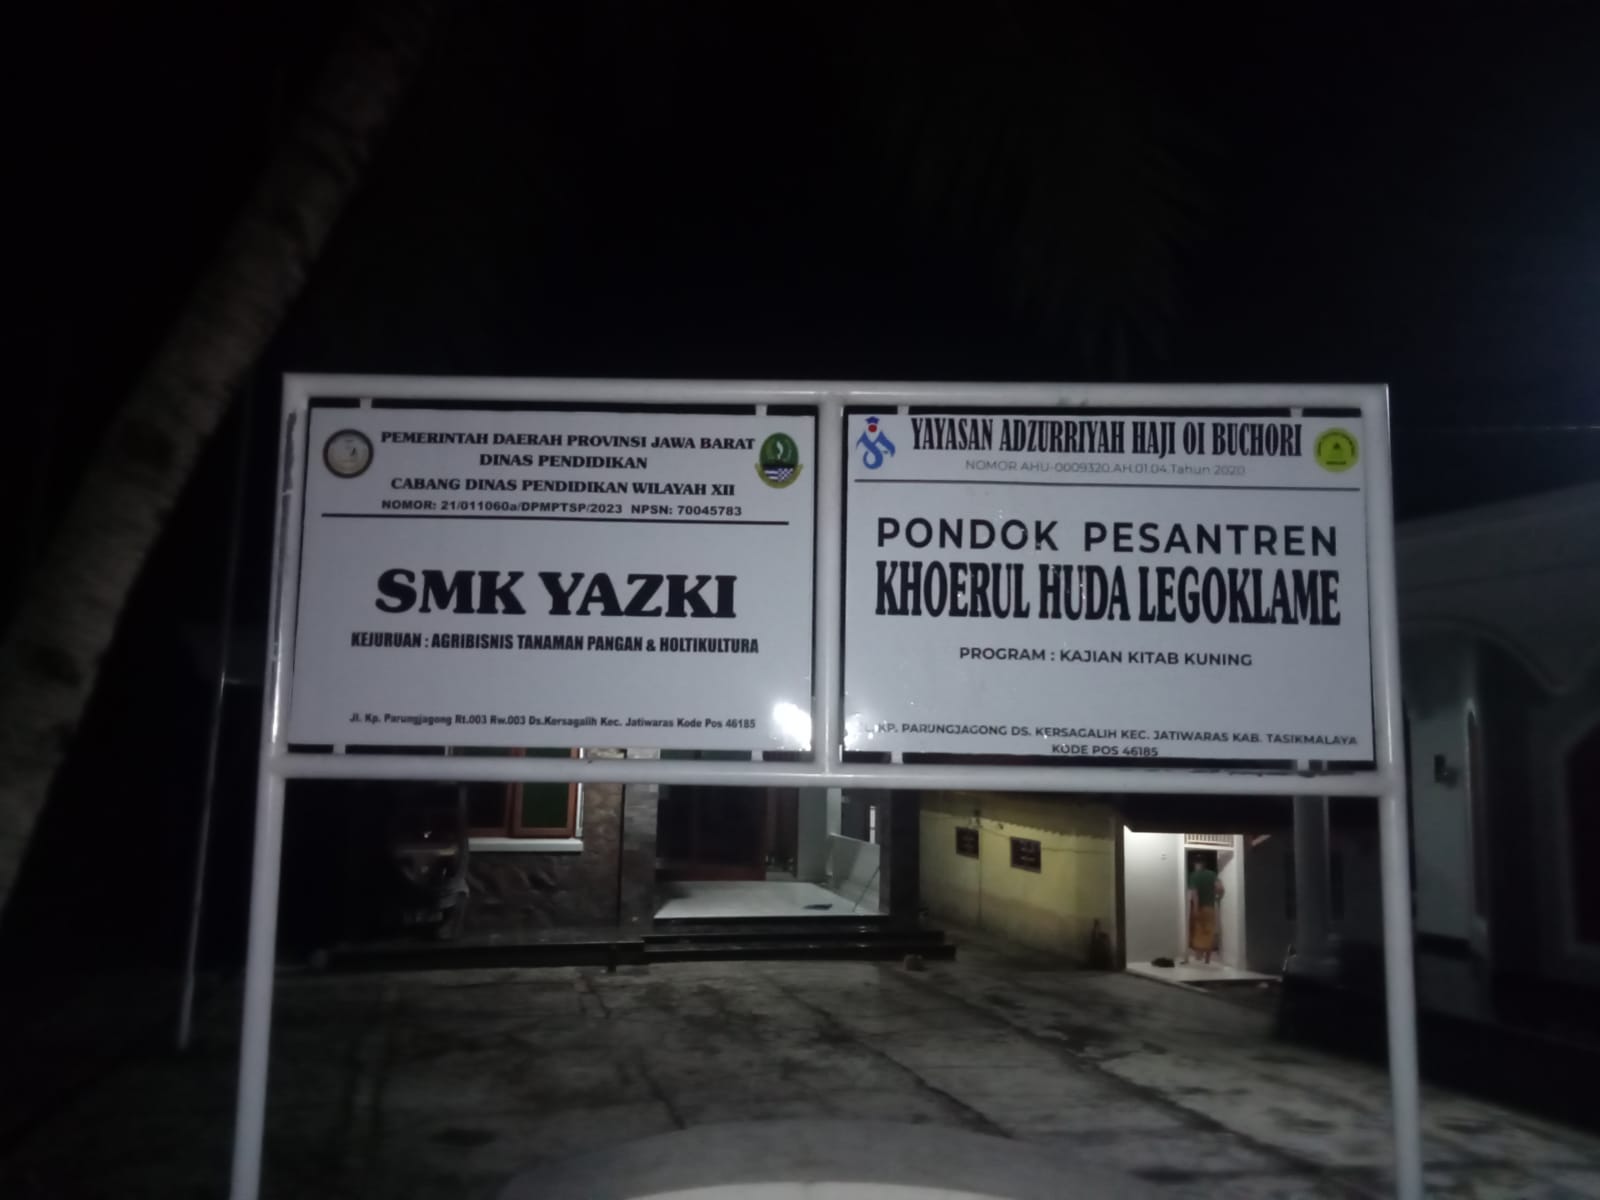 PEMERINTAH DAERAH PROVINSI JAWA BARAT
DINAS PENDIDIKAN
CABANG DINAS PENDIDIKAN WILAYAH XII
NOMOR: 21/011060a/DPMPTSP/2023 NPSN: 70045783
SMK YAZKI
KEJURUAN : AGRIBISNIS TANAMAN PANGAN & HOLTIKULTURA
Jl. Kp. Parungjagong Rt.003 Rw.003 Ds.Kersagalih Kec. Jatiwaras Kode Pos 46185
YAYASAN ADZURRIYAH HAJI OI BUCHORI
NOMOR AHU-0009320.AH.01.04.Tahun 2020
PONDOK PESANTREN
KHOERUL HUDA LEGOKLAME
PROGRAM : KAJIAN KITAB KUNING
KP. PARUNGJAGONG DS. KERSAGALIH KEC. JATIWARAS KAB. TASIKMALAYA
KODE POS 46185